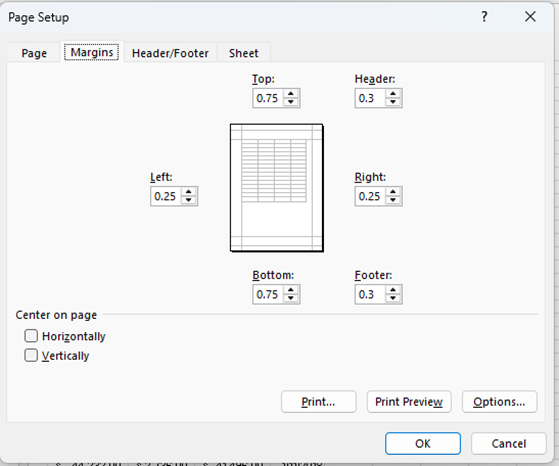 Page Setup ?
Page Margins Header/Footer Sheet
Top: Header:
0.75 0.3
Left: Right:
0.25 0.25
Bottom: Footer:
0.75 0.3
Center on page
Horizontally
Vertically
Print... Print Preview Options...
OK Cancel